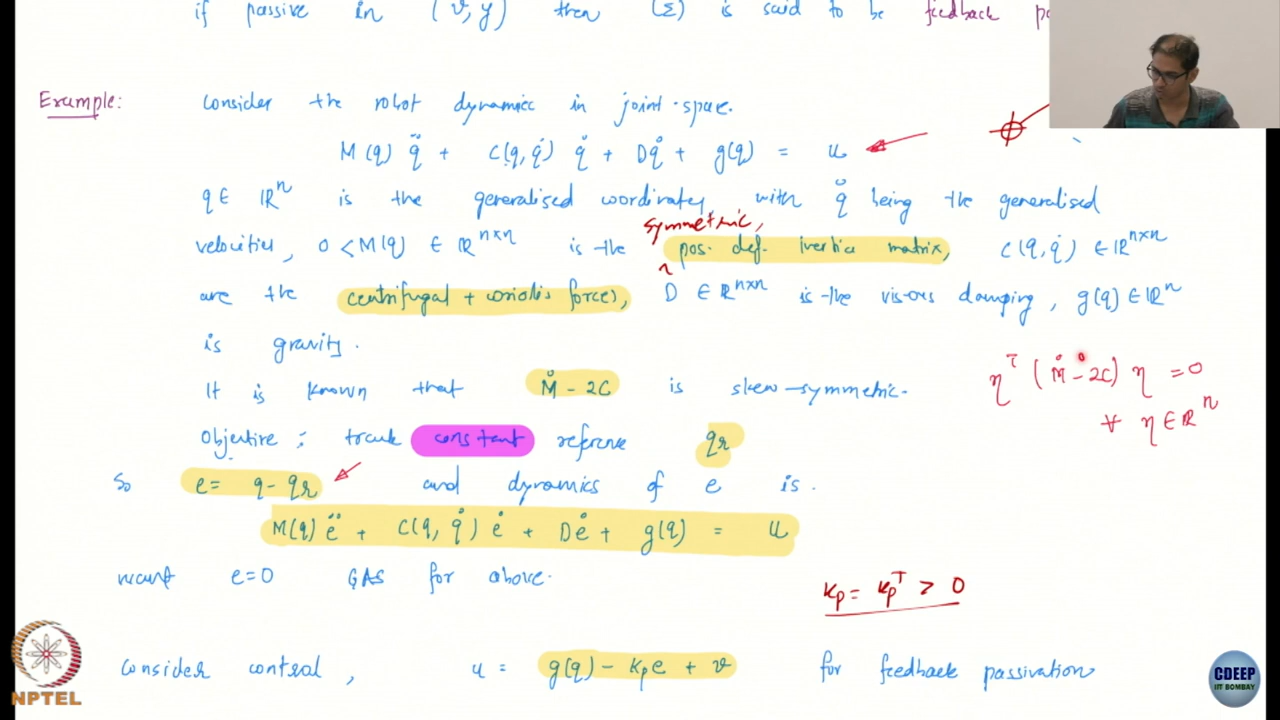 if passive in (v, y) then (Σ) is said to be feedback
Example: Consider the robot dynamics in joint-space.
M(q) q̈ + C(q, q̇) q̇ + Dq̇ + g(q) = u
q ∈ ℝⁿ is the generalised coordinates, with q̇ being the generalised
symmetric,
velocities, 0 < M(q) ∈ ℝⁿˣⁿ is the pos. def. inertia matrix, C(q, q̇) ∈ ℝⁿˣⁿ
are the centrifugal + coriolis forces, D ∈ ℝⁿˣⁿ is the viscous damping, g(q) ∈ ℝⁿ
is gravity.
It is known that Ṁ - 2C is skew-symmetric.
ηᵀ (Ṁ - 2C) η = 0
∀ η ∈ ℝⁿ
Objective : track constant reference qr
So e = q - qr and dynamics of e is.
M(q) ë + C(q, q̇) ė + Dė + g(q) = u
want e=0 GAS for above.
Kp = Kpᵀ > 0
Consider control, u = g(q) - Kpe + v for feedback passivation
NPTEL
CDEEP
IIT BOMBAY